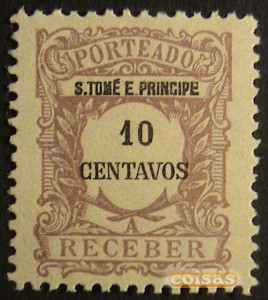 PORTEADO
S. TOMÉ E PRINCIPE
10
CENTAVOS
A
RECEBER
coisas